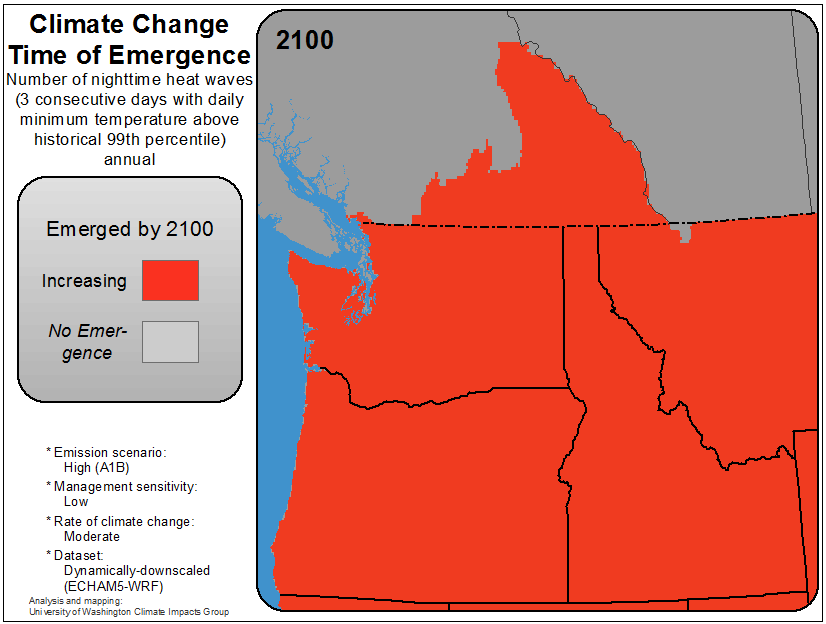 Climate Change
Time of Emergence
Number of nighttime heat waves
(3 consecutive days with daily
minimum temperature above
historical 99th percentile)
annual
Emerged by 2100
Increasing
No Emer-
gence
* Emission scenario:
High (A1B)
* Management sensitivity:
Low
* Rate of climate change:
Moderate
* Dataset:
Dynamically-downscaled
(ECHAM5-WRF)
Analysis and mapping:
University of Washington Climate Impacts Group
2100